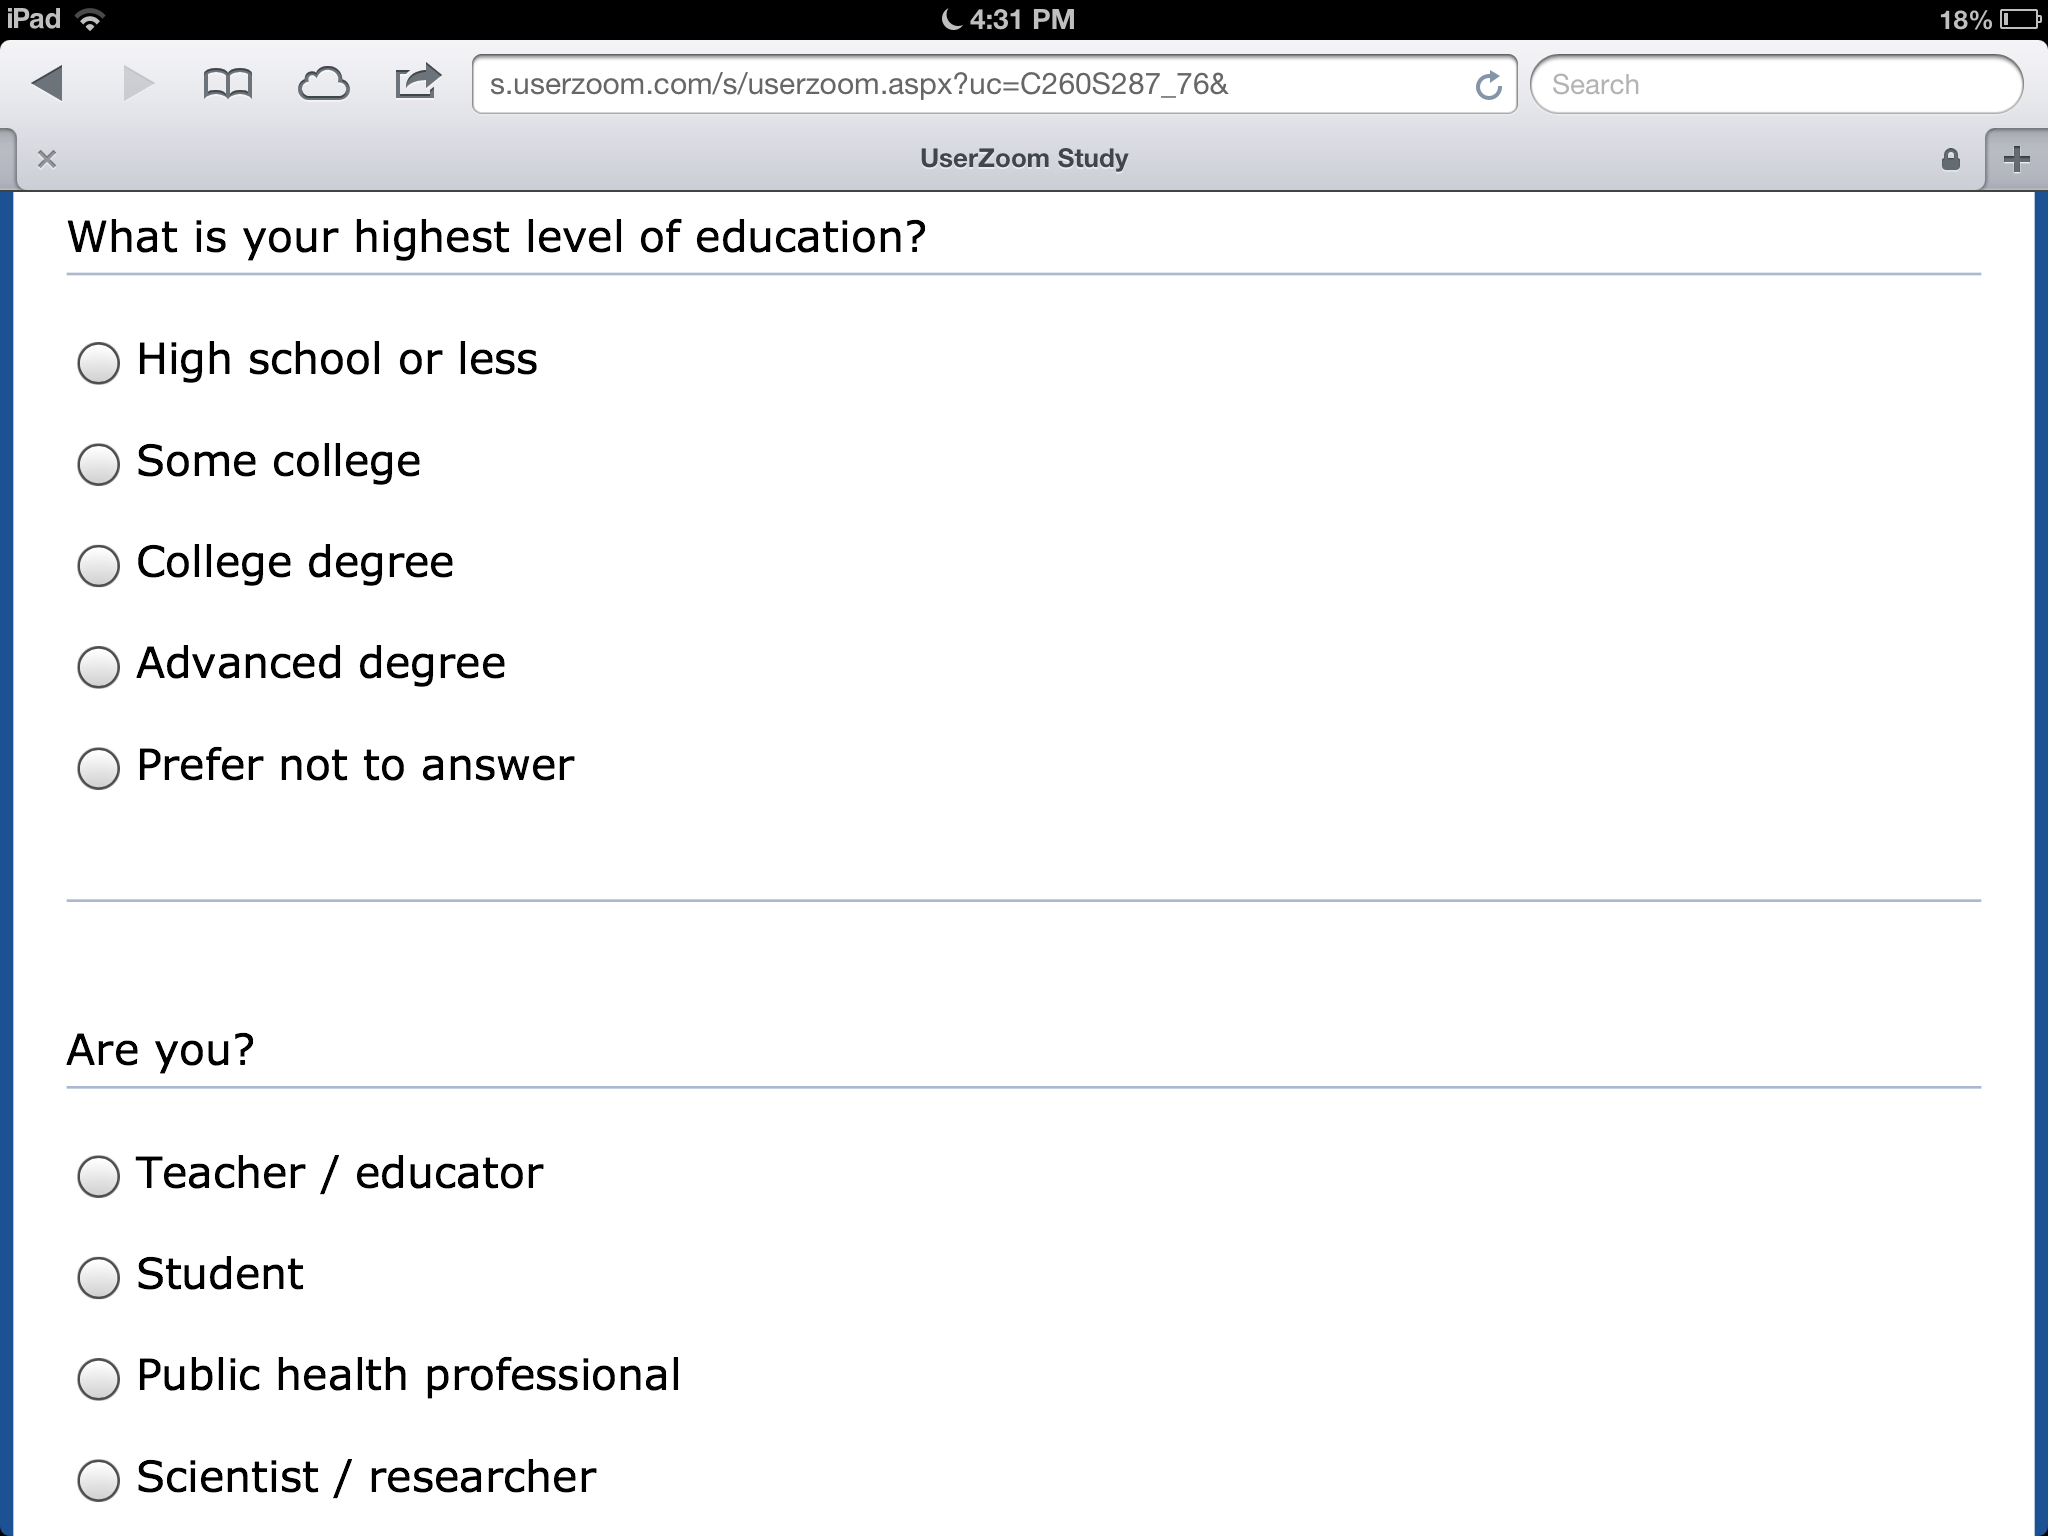 iPad 4:31 PM 18%
s.userzoom.com/s/userzoom.aspx?uc=C260S287_76& Search
UserZoom Study
What is your highest level of education?
High school or less
Some college
College degree
Advanced degree
Prefer not to answer
Are you?
Teacher / educator
Student
Public health professional
Scientist / researcher